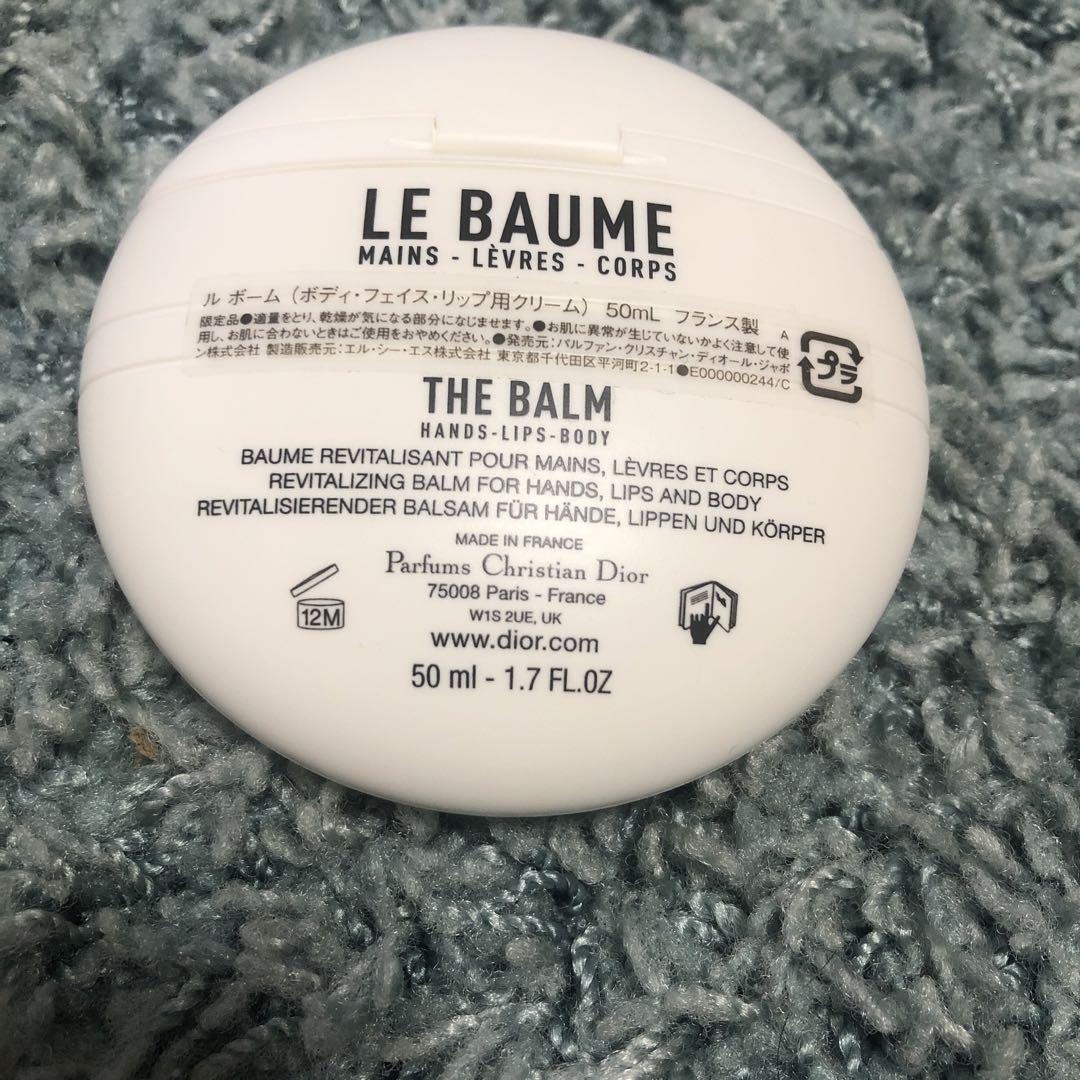 LE BAUME
MAINS - LÈVRES - CORPS
ル ボーム（ボディ・フェイス・リップ用クリーム） 50mL フランス製 A
限定品●適量をとり、乾燥が気になる部分になじませます。●お肌に異常が生じていないかよく注意して使
用し、お肌に合わないときはご使用をおやめください。●発売元:パルファン・クリスチャン・ディオール・ジャポ
ン株式会社 製造販売元:エル・シー・エス株式会社 東京都千代田区平河町2-1-1●E000000244/C
プラ
THE BALM
HANDS-LIPS-BODY
BAUME REVITALISANT POUR MAINS, LÈVRES ET CORPS
REVITALIZING BALM FOR HANDS, LIPS AND BODY
REVITALISIERENDER BALSAM FÜR HÄNDE, LIPPEN UND KÖRPER
MADE IN FRANCE
Parfums Christian Dior
75008 Paris - France
W1S 2UE, UK
12M
www.dior.com
50 ml - 1.7 FL.OZ